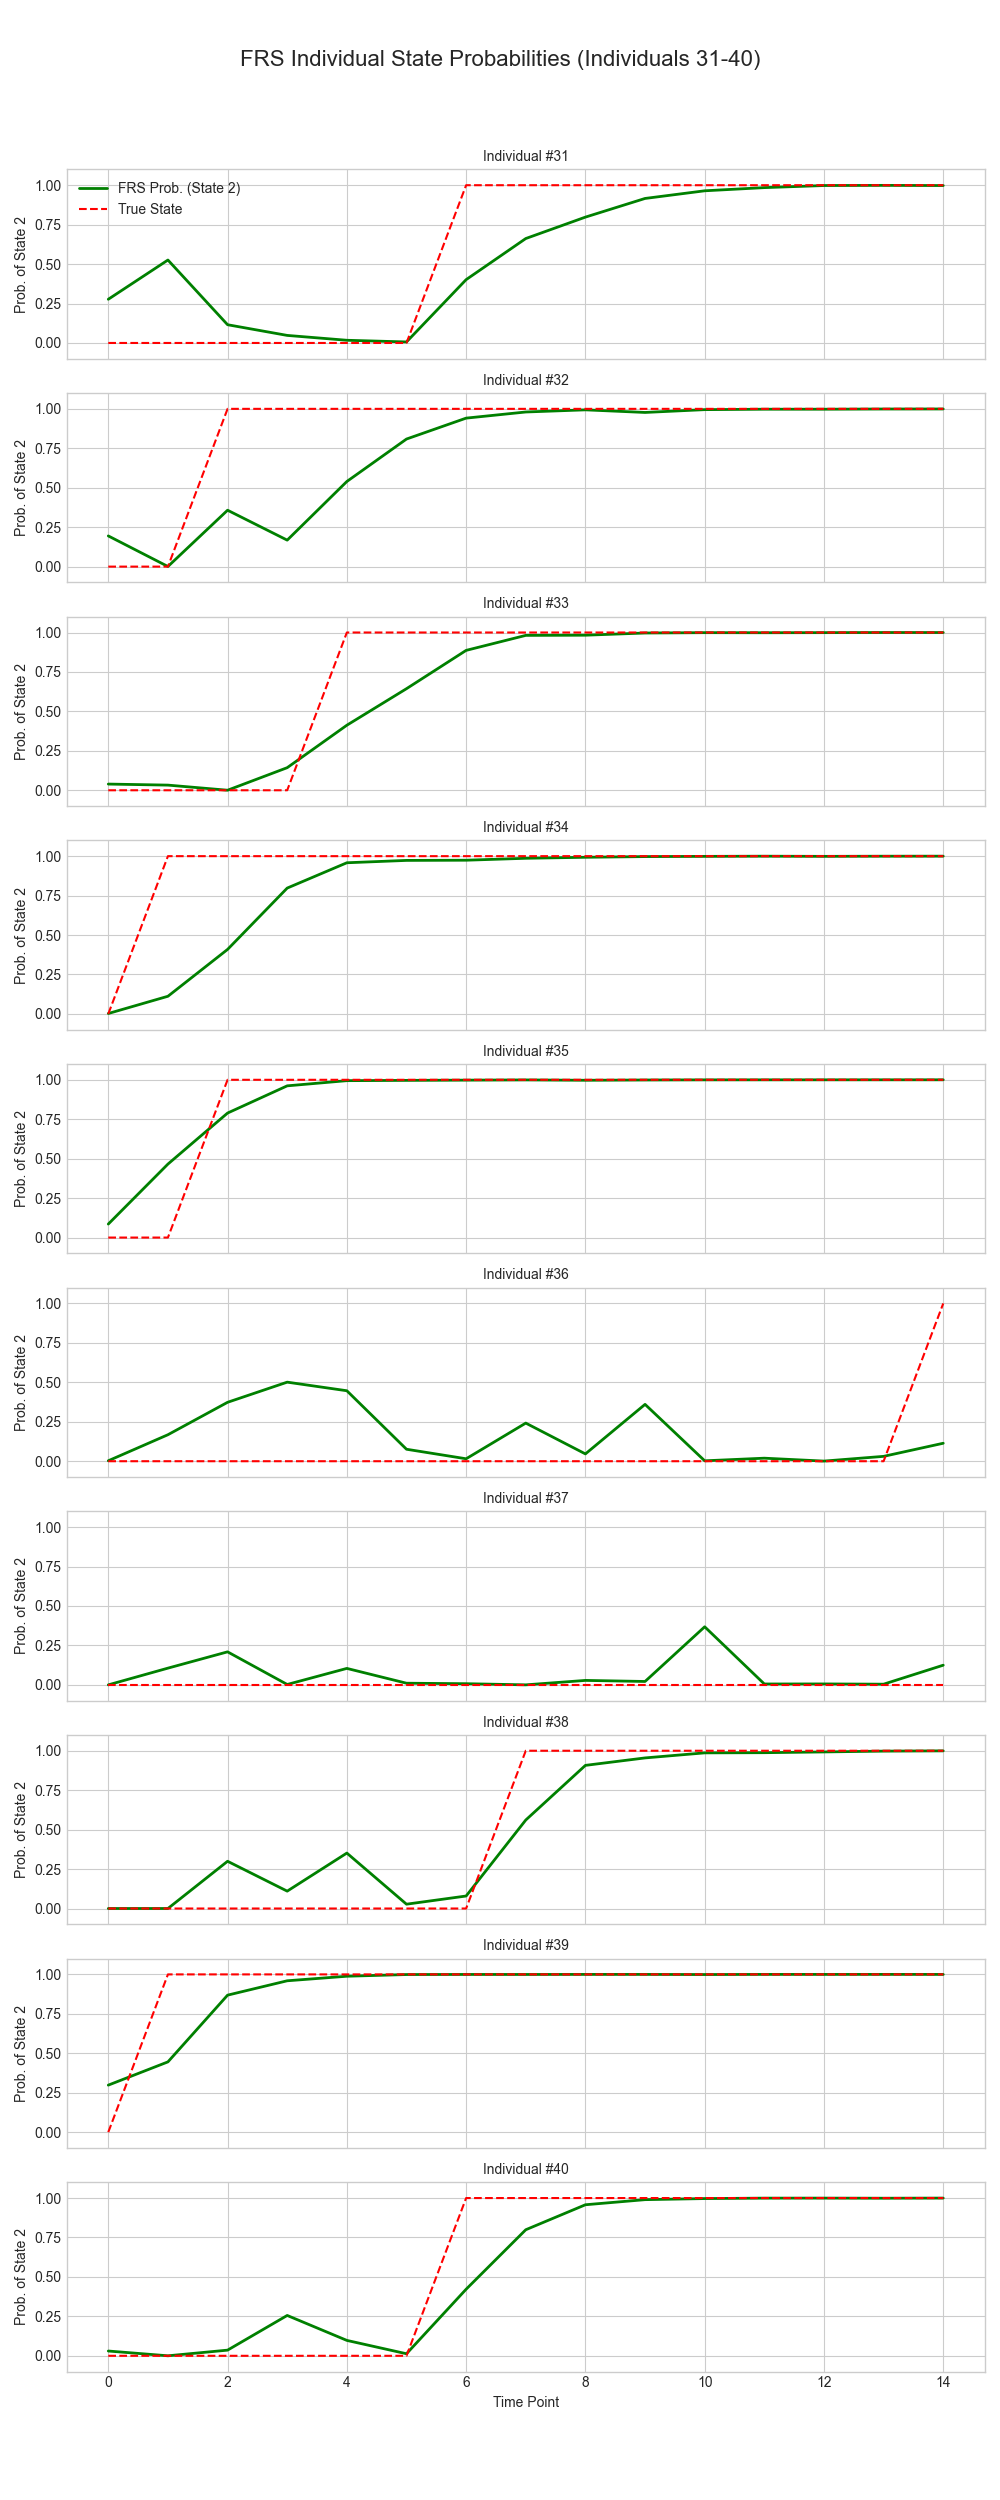 FRS Individual State Probabilities (Individuals 31-40)
Individual #31
FRS Prob. (State 2)
True State
Prob. of State 2
1.00
0.75
0.50
0.25
0.00
Individual #32
Prob. of State 2
1.00
0.75
0.50
0.25
0.00
Individual #33
Prob. of State 2
1.00
0.75
0.50
0.25
0.00
Individual #34
Prob. of State 2
1.00
0.75
0.50
0.25
0.00
Individual #35
Prob. of State 2
1.00
0.75
0.50
0.25
0.00
Individual #36
Prob. of State 2
1.00
0.75
0.50
0.25
0.00
Individual #37
Prob. of State 2
1.00
0.75
0.50
0.25
0.00
Individual #38
Prob. of State 2
1.00
0.75
0.50
0.25
0.00
Individual #39
Prob. of State 2
1.00
0.75
0.50
0.25
0.00
Individual #40
Prob. of State 2
1.00
0.75
0.50
0.25
0.00
0 2 4 6 8 10 12 14
Time Point